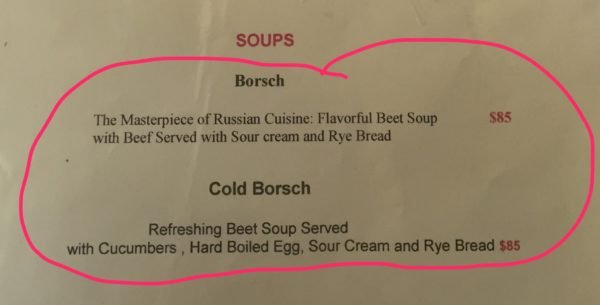 SOUPS
Borsch
The Masterpiece of Russian Cuisine: Flavorful Beet Soup $85
with Beef Served with Sour cream and Rye Bread
Cold Borsch
Refreshing Beet Soup Served
with Cucumbers , Hard Boiled Egg, Sour Cream and Rye Bread $85